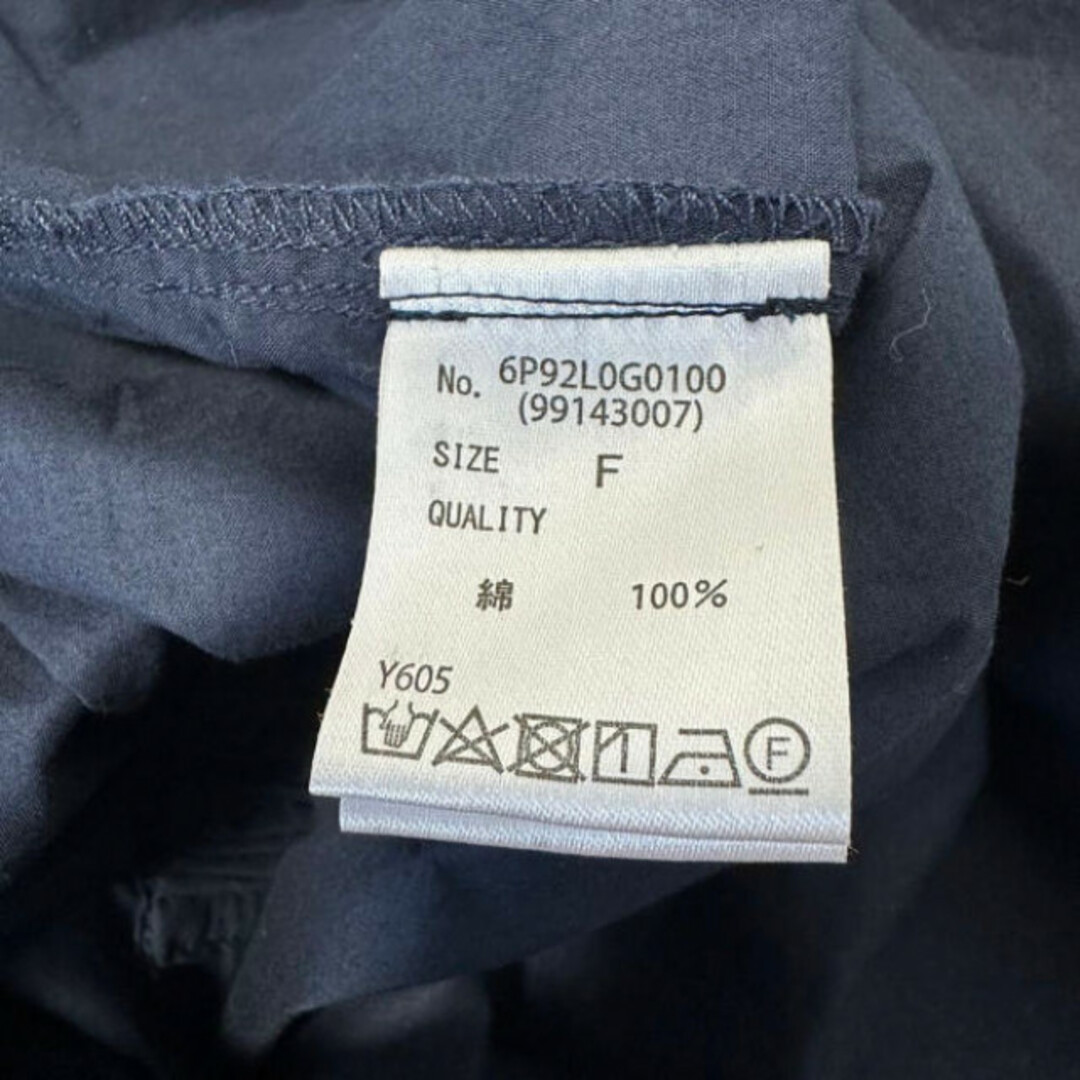 No. 6P92L0G0100
(99143007)
SIZE F
QUALITY
綿 100%
Y605
F